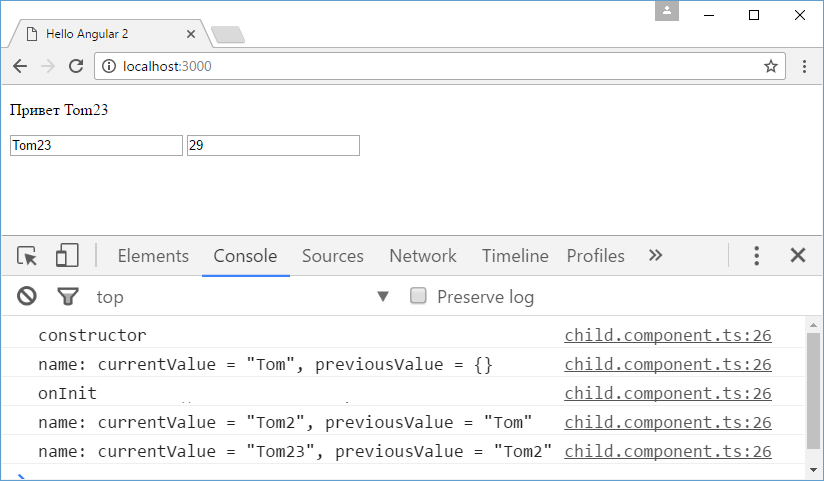 Hello Angular 2
localhost:3000
Привет Tom23
Tom23 29
Elements Console Sources Network Timeline Profiles
top Preserve log
constructor child.component.ts:26
name: currentValue = "Tom", previousValue = {} child.component.ts:26
onInit child.component.ts:26
name: currentValue = "Tom2", previousValue = "Tom" child.component.ts:26
name: currentValue = "Tom23", previousValue = "Tom2" child.component.ts:26